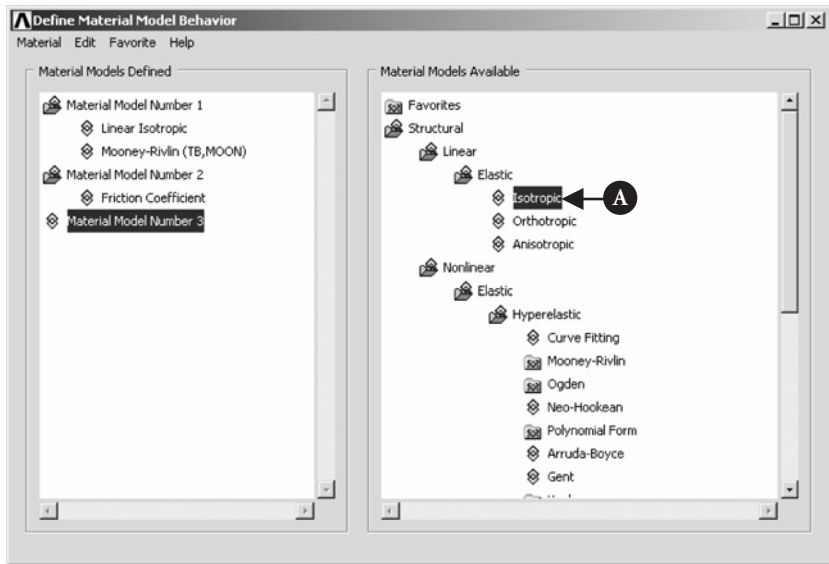 Define Material Model Behavior
Material Edit Favorite Help
Material Models Defined
Material Model Number 1
Linear Isotropic
Mooney-Rivlin (TB,MOON)
Material Model Number 2
Friction Coefficient
Material Model Number 3
Material Models Available
Favorites
Structural
Linear
Elastic
Isotropic
A
Orthotropic
Anisotropic
Nonlinear
Elastic
Hyperelastic
Curve Fitting
Mooney-Rivlin
Ogden
Neo-Hookean
Polynomial Form
Arruda-Boyce
Gent